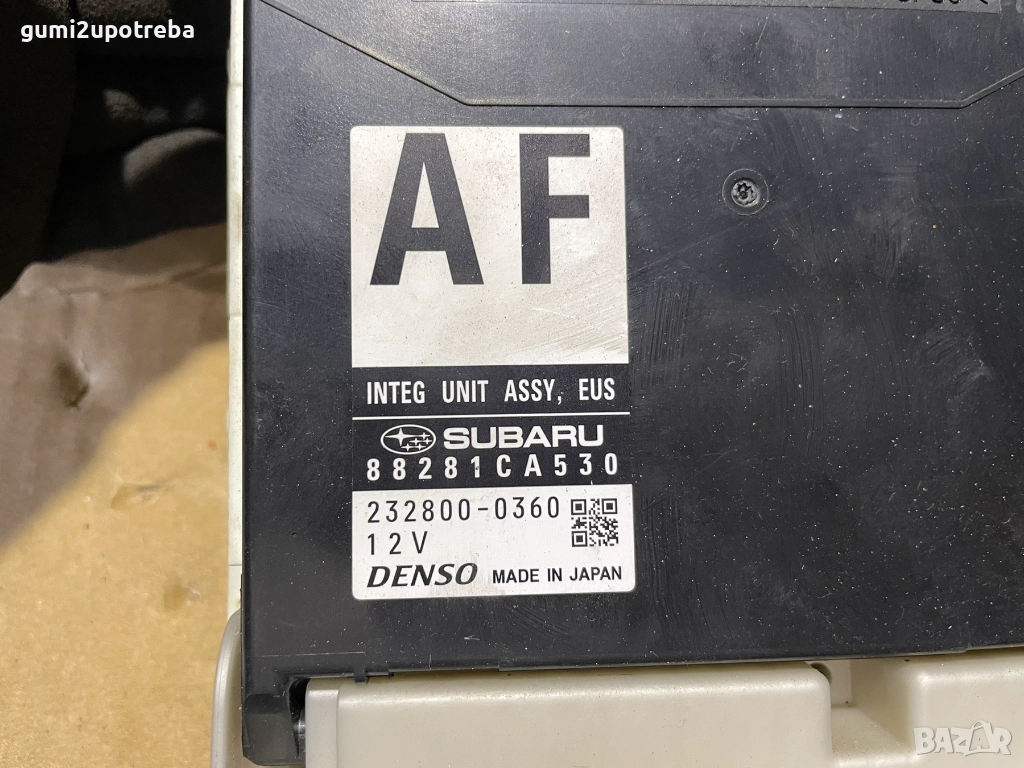 gumi2upotreba
AF
INTEG UNIT ASSY, EUS
SUBARU
88281CA530
232800-0360
12V
DENSO MADE IN JAPAN
BAZAR